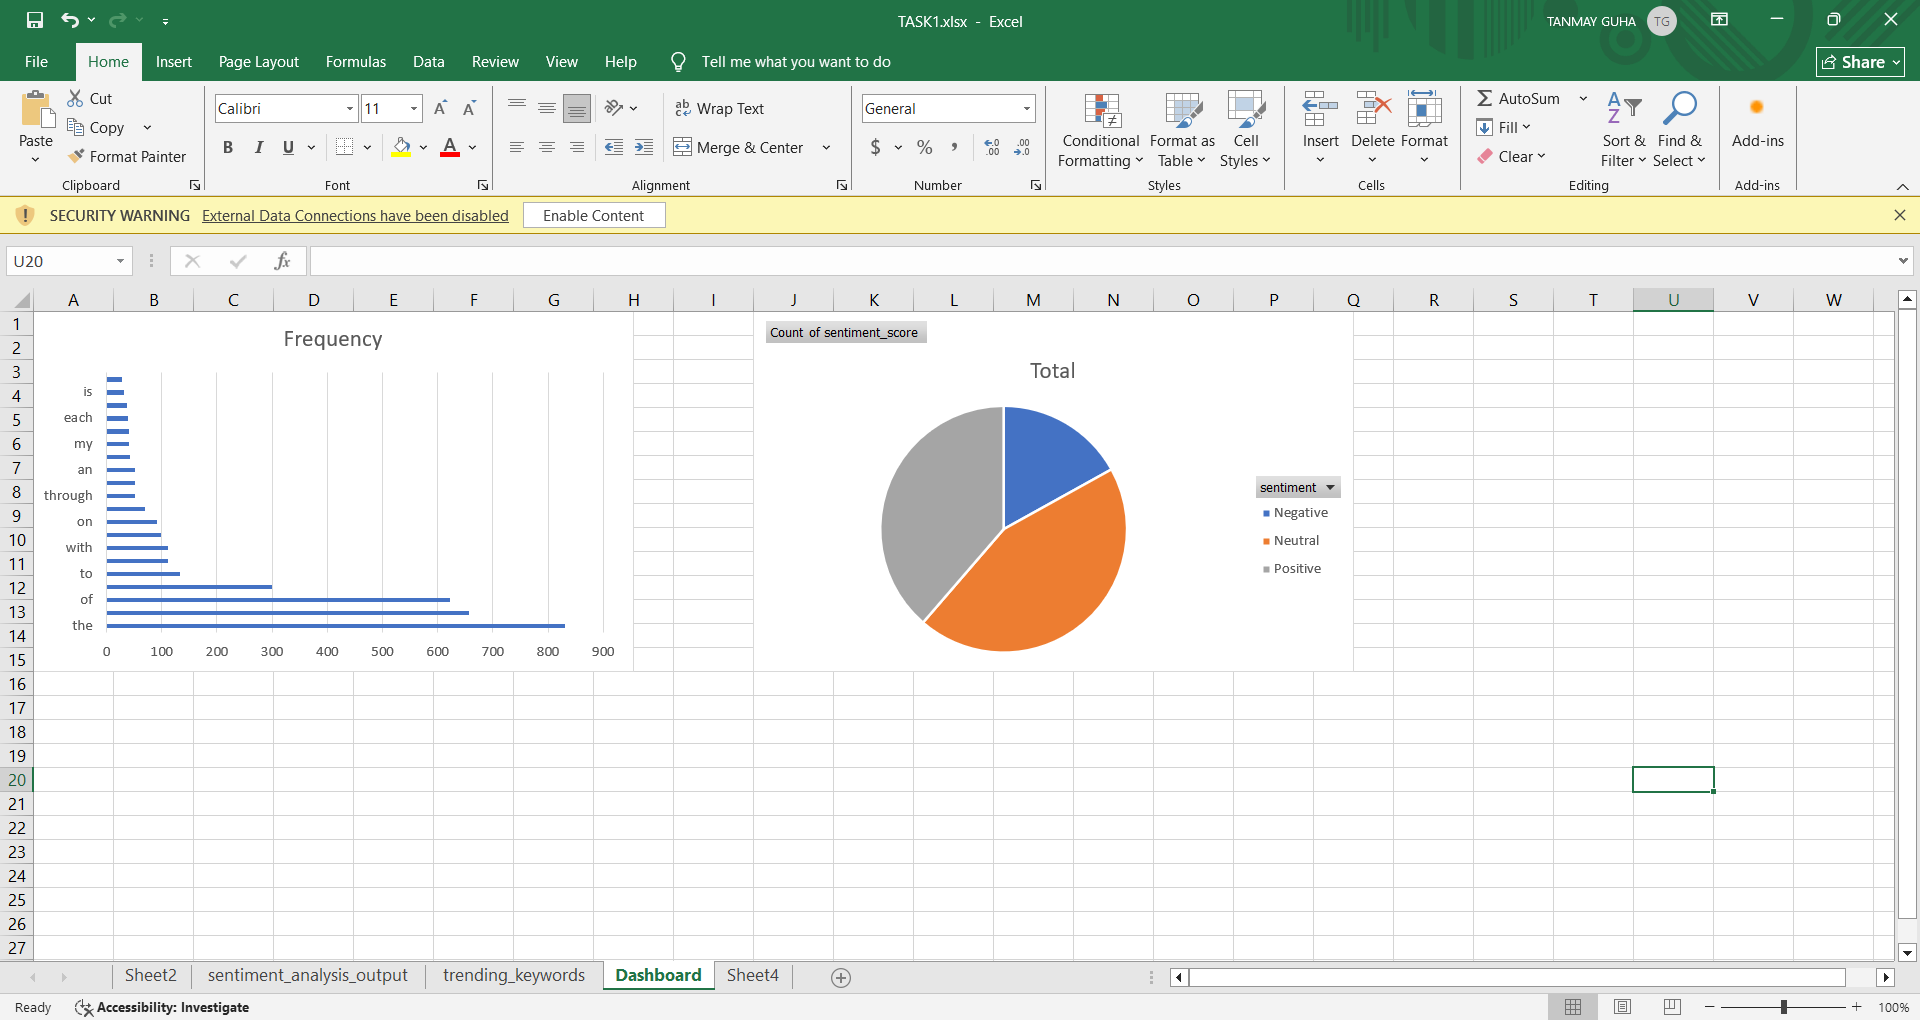 TASK1.xlsx - Excel
TANMAY GUHA
TG
File Home Insert Page Layout Formulas Data Review View Help Tell me what you want to do
Share
Paste
Cut
Copy
Format Painter
Clipboard
Calibri 11
B I U
Font
Wrap Text
Merge & Center
Alignment
General
$ % ,
Number
Conditional Formatting
Format as Table
Cell Styles
Styles
Insert Delete Format
Cells
AutoSum
Fill
Clear
Sort & Filter
Find & Select
Editing
Add-ins
Add-ins
SECURITY WARNING External Data Connections have been disabled Enable Content
U20
fx
A B C D E F G H I J K L M N O P Q R S T U V W
1
2
3
4
5
6
7
8
9
10
11
12
13
14
15
16
17
18
19
20
21
22
23
24
25
26
27
Frequency
is
each
my
an
through
on
with
to
of
the
0 100 200 300 400 500 600 700 800 900
Count of sentiment_score
Total
sentiment
Negative
Neutral
Positive
Sheet2 sentiment_analysis_output trending_keywords Dashboard Sheet4
Ready Accessibility: Investigate
100%